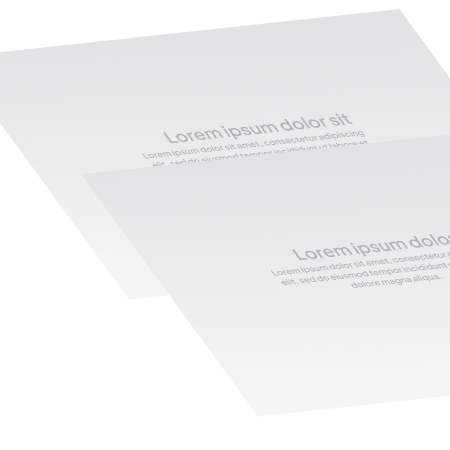 Lorem ipsum dolor sit
Lorem ipsum dolor sit amet, consectetur adipiscing
elit, sed do eiusmod tempor incididunt ut labore et
Lorem ipsum dolor
Lorem ipsum dolor sit amet, consectetur
elit, sed do eiusmod tempor incididunt
dolore magna aliqua.